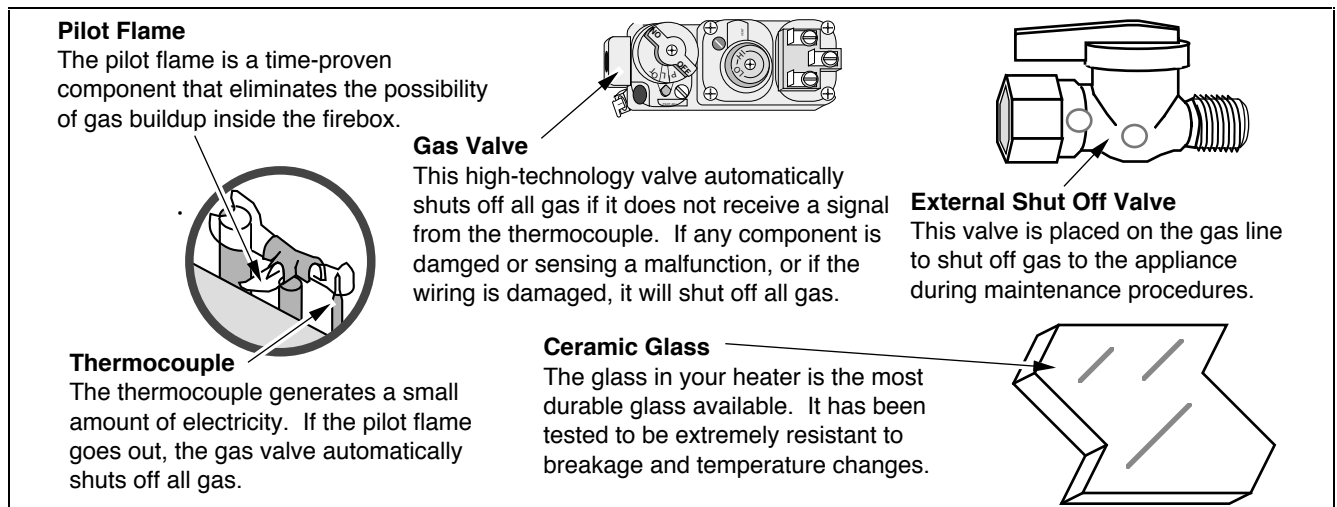 Pilot Flame
The pilot flame is a time-proven
component that eliminates the possibility
of gas buildup inside the firebox.
NO
OFF
PILOT
HI
LO
Gas Valve
This high-technology valve automatically
shuts off all gas if it does not receive a signal
from the thermocouple.  If any component is
damged or sensing a malfunction, or if the
wiring is damaged, it will shut off all gas.
External Shut Off Valve
This valve is placed on the gas line
to shut off gas to the appliance
during maintenance procedures.
Thermocouple
The thermocouple generates a small
amount of electricity.  If the pilot flame
goes out, the gas valve automatically
shuts off all gas.
Ceramic Glass
The glass in your heater is the most
durable glass available.  It has been
tested to be extremely resistant to
breakage and temperature changes.